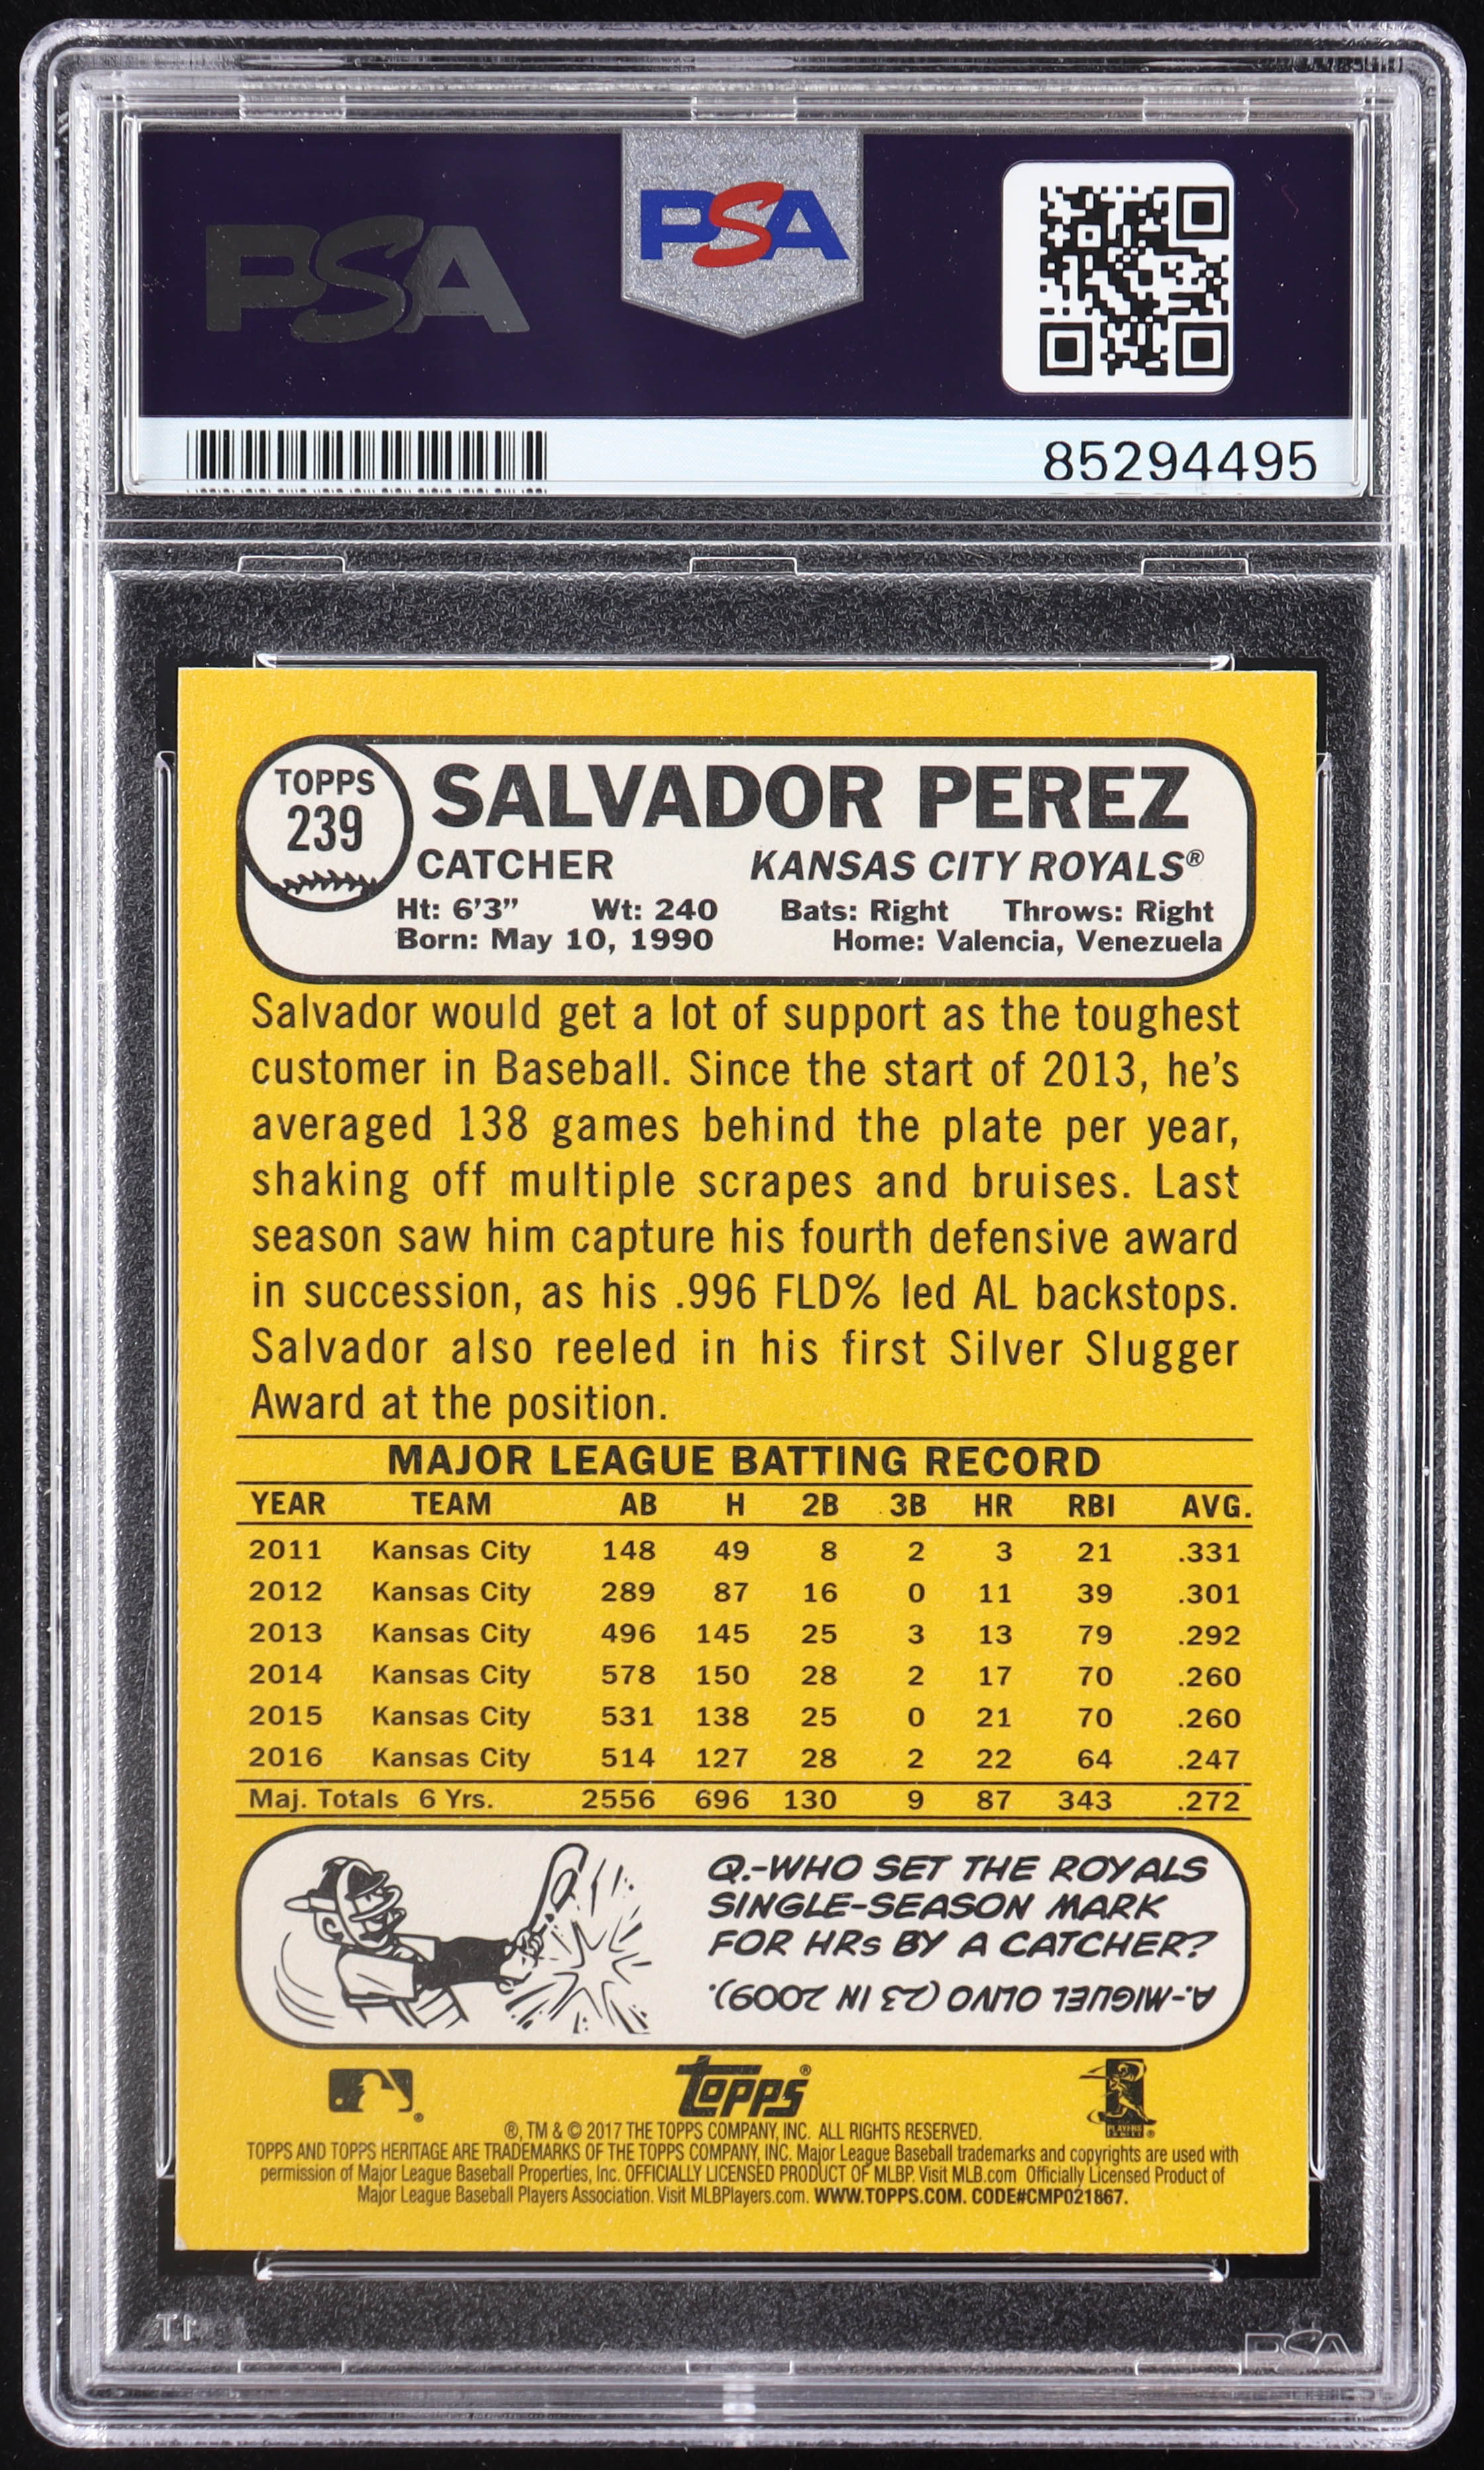 PSA
PSA
85294495
TOPPS
239
SALVADOR PEREZ
CATCHER KANSAS CITY ROYALS®
Ht: 6'3” Wt: 240 Bats: Right Throws: Right
Born: May 10, 1990 Home: Valencia, Venezuela
Salvador would get a lot of support as the toughest
customer in Baseball. Since the start of 2013, he's
averaged 138 games behind the plate per year,
shaking off multiple scrapes and bruises. Last
season saw him capture his fourth defensive award
in succession, as his .996 FLD% led AL backstops.
Salvador also reeled in his first Silver Slugger
Award at the position.
MAJOR LEAGUE BATTING RECORD
YEAR TEAM AB H 2B 3B HR RBI AVG.
2011 Kansas City 148 49 8 2 3 21 .331
2012 Kansas City 289 87 16 0 11 39 .301
2013 Kansas City 496 145 25 3 13 79 .292
2014 Kansas City 578 150 28 2 17 70 .260
2015 Kansas City 531 138 25 0 21 70 .260
2016 Kansas City 514 127 28 2 22 64 .247
Maj. Totals 6 Yrs. 2556 696 130 9 87 343 .272
Q.-WHO SET THE ROYALS
SINGLE-SEASON MARK
FOR HRs BY A CATCHER?
A.-MIGUEL OLIVO (23 IN 2009).
TOPPS®
®, TM & © 2017 THE TOPPS COMPANY, INC. ALL RIGHTS RESERVED.
TOPPS AND TOPPS HERITAGE ARE TRADEMARKS OF THE TOPPS COMPANY, INC. Major League Baseball trademarks and copyrights are used with
permission of Major League Baseball Properties, Inc. OFFICIALLY LICENSED PRODUCT OF MLBP. Visit MLB.com Officially Licensed Product of
Major League Baseball Players Association. Visit MLBPlayers.com. WWW.TOPPS.COM. CODE#CMP021867.
PSA